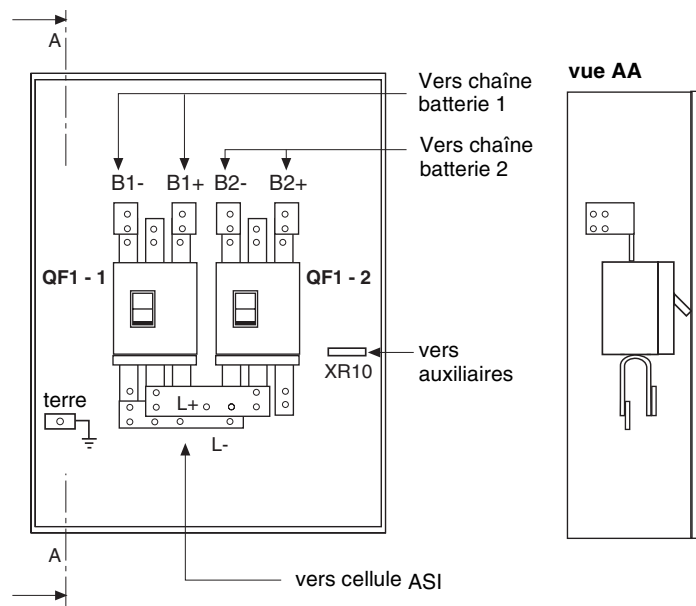 A
vue AA
Vers chaîne
batterie 1
Vers chaîne
batterie 2
B1- B1+ B2- B2+
QF1 - 1
QF1 - 2
vers
auxiliaires
XR10
terre
L+
L-
A
vers cellule ASI